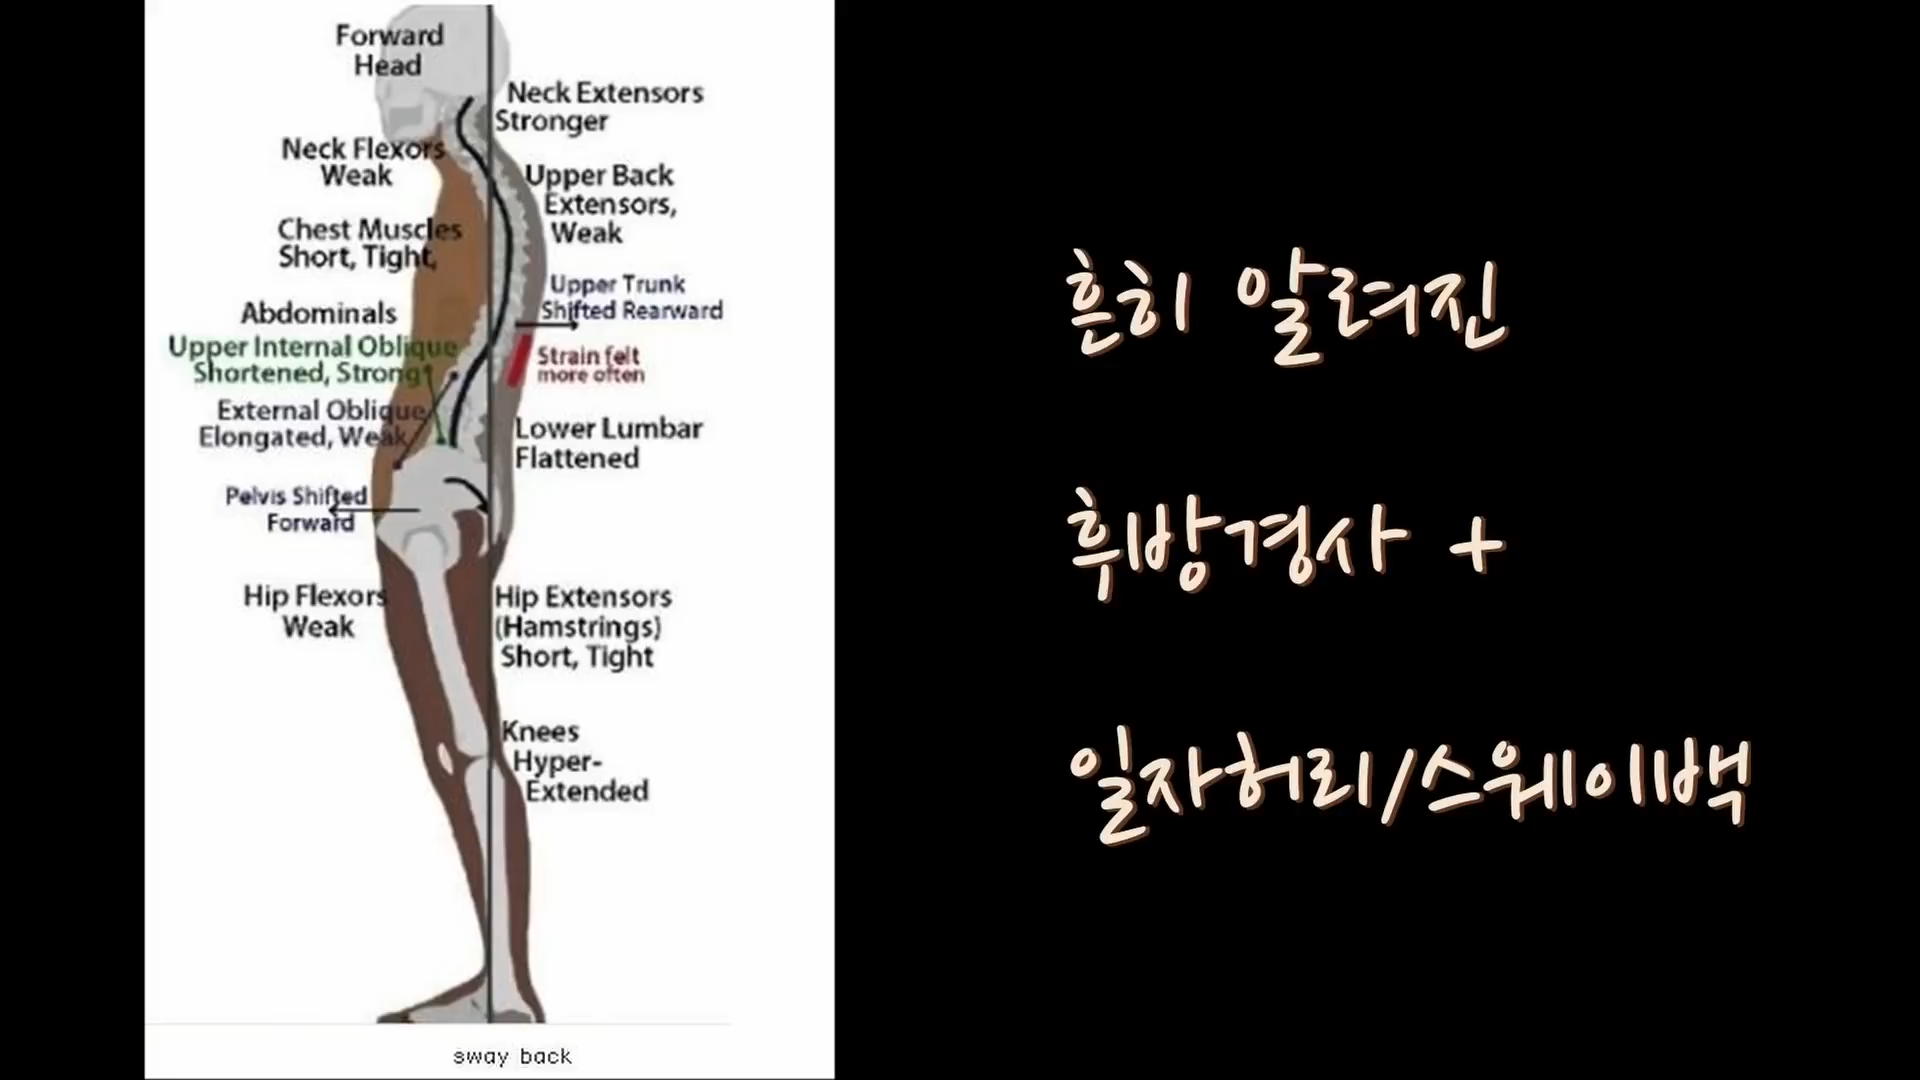 Forward
Head
Neck Extensors
Stronger
Neck Flexors
Weak
Upper Back
Extensors,
Weak
Chest Muscles
Short, Tight,
Upper Trunk
Shifted Rearward
Abdominals
Upper Internal Oblique
Shortened, Strong
Strain felt
more often
External Oblique
Elongated, Weak
Lower Lumbar
Flattened
Pelvis Shifted
Forward
Hip Flexors
Weak
Hip Extensors
(Hamstrings)
Short, Tight
Knees
Hyper-
Extended
sway back
흔히 알려진
후방경사 +
일자허리/스웨이백